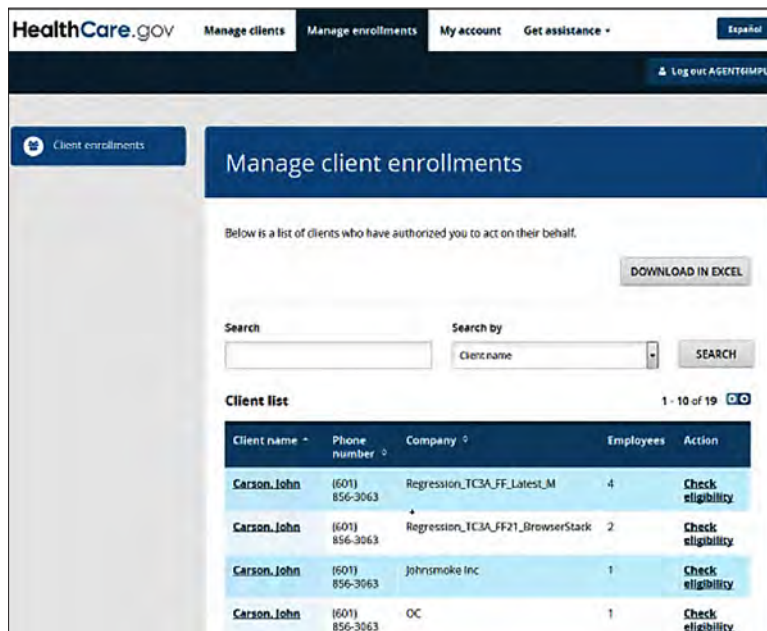 HealthCare.gov
Manage clients
Manage enrollments
My account
Get assistance
Español
Log out AGENT6IMPL
Client enrollments
Manage client enrollments
Below is a list of clients who have authorized you to act on their behalf.
DOWNLOAD IN EXCEL
Search
Search by
Client name
SEARCH
Client list
1 - 10 of 19
Client name
Phone
number
Company
Employees
Action
Carson, John
(601)
856-3063
Regression_TC3A_FF_Latest_M
4
Check
eligibility
Carson, John
(601)
856-3063
Regression_TC3A_FF21_BrowserStack
2
Check
eligibility
Carson, John
(601)
856-3063
Johnsmoke Inc
1
Check
eligibility
Carson, John
(601)
856-3063
OC
1
Check
eligibility